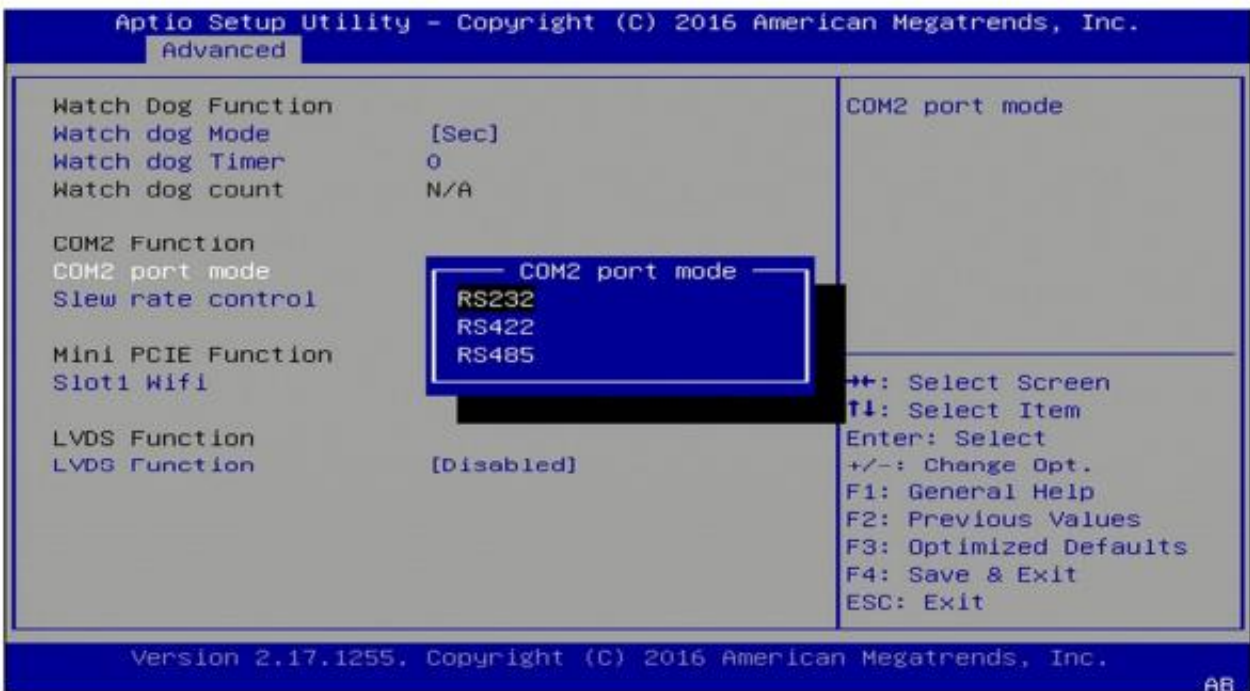 Aptio Setup Utility – Copyright (C) 2016 American Megatrends, Inc.
Advanced
Watch Dog Function
Watch dog Mode [Sec]
Watch dog Timer 0
Watch dog count N/A
COM2 Function
COM2 port mode
Slew rate control
Mini PCIE Function
Slot1 Wifi
LVDS Function
LVDS Function [Disabled]
COM2 port mode
RS232
RS422
RS485
COM2 port mode
→←: Select Screen
↑↓: Select Item
Enter: Select
+/-: Change Opt.
F1: General Help
F2: Previous Values
F3: Optimized Defaults
F4: Save & Exit
ESC: Exit
Version 2.17.1255. Copyright (C) 2016 American Megatrends, Inc.
AB